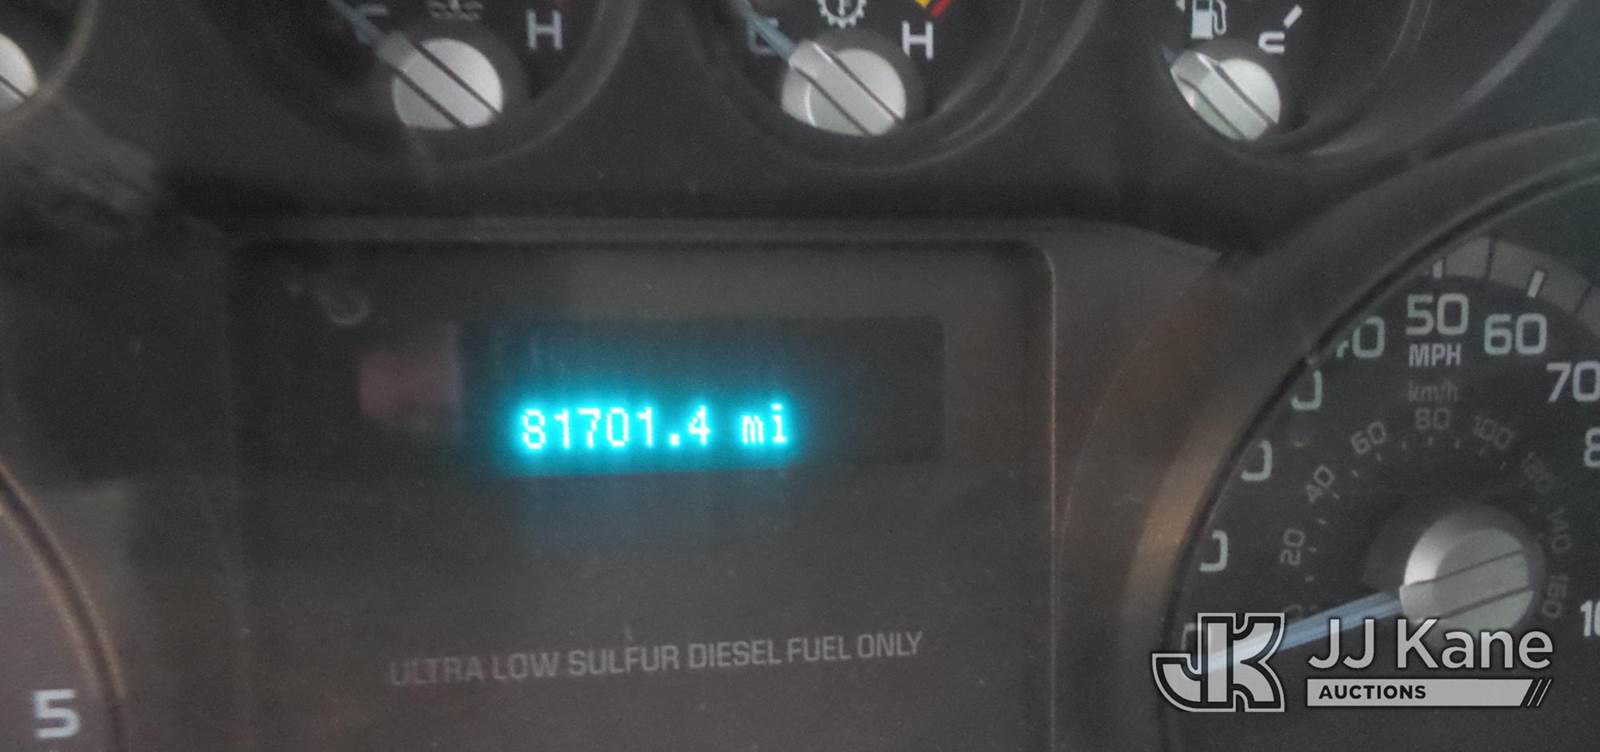 H
H
81701.4 mi
ULTRA LOW SULFUR DIESEL FUEL ONLY
5
50
60
70
MPH
km/h
20
40
60
80
100
120
140
160
JK
JJ Kane
AUCTIONS